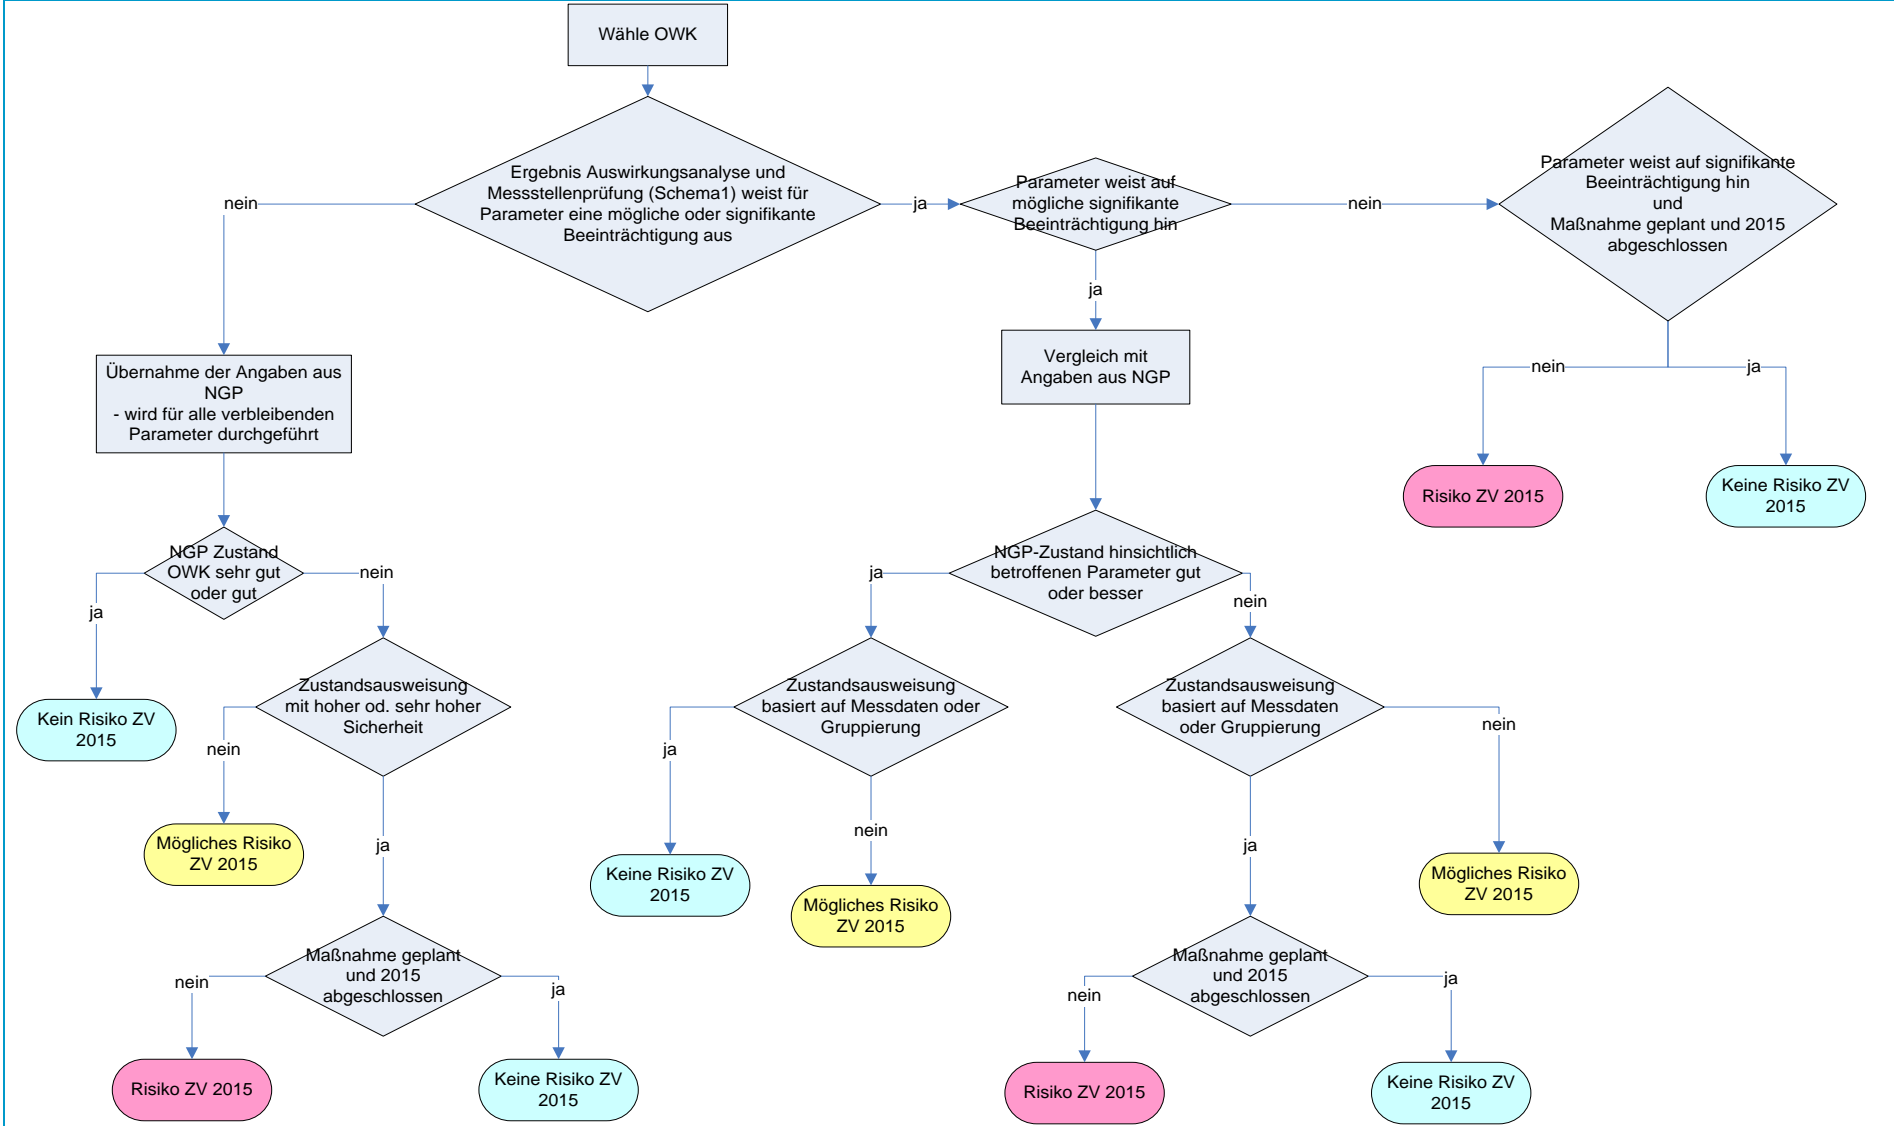 Wähle OWK
Ergebnis Auswirkungsanalyse und
Messstellenprüfung (Schema1) weist für
Parameter eine mögliche oder signifikante
Beeinträchtigung aus
nein
ja
Parameter weist auf
mögliche signifikante
Beeinträchtigung hin
nein
Parameter weist auf signifikante
Beeinträchtigung hin
und
Maßnahme geplant und 2015
abgeschlossen
ja
Übernahme der Angaben aus
NGP
- wird für alle verbleibenden
Parameter durchgeführt
Vergleich mit
Angaben aus NGP
nein
ja
Risiko ZV 2015
Keine Risiko ZV
2015
NGP Zustand
OWK sehr gut
oder gut
ja
nein
NGP-Zustand hinsichtlich
betroffenen Parameter gut
oder besser
ja
nein
Kein Risiko ZV
2015
Zustandsausweisung
mit hoher od. sehr hoher
Sicherheit
nein
ja
Zustandsausweisung
basiert auf Messdaten oder
Gruppierung
ja
nein
Zustandsausweisung
basiert auf Messdaten
oder Gruppierung
nein
ja
Mögliches Risiko
ZV 2015
Keine Risiko ZV
2015
Mögliches Risiko
ZV 2015
Mögliches Risiko
ZV 2015
Maßnahme geplant
und 2015
abgeschlossen
nein
ja
Maßnahme geplant
und 2015
abgeschlossen
nein
ja
Risiko ZV 2015
Keine Risiko ZV
2015
Risiko ZV 2015
Keine Risiko ZV
2015